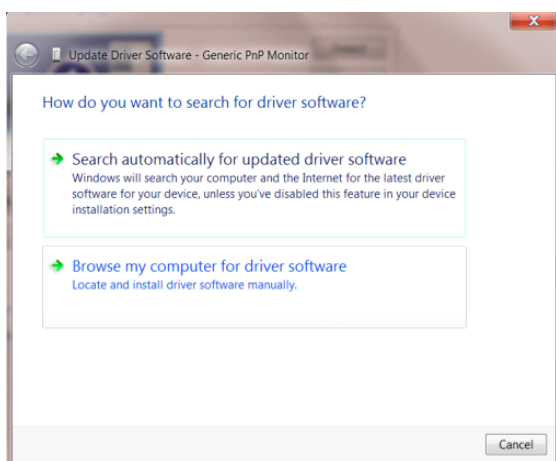 Update Driver Software - Generic PnP Monitor
How do you want to search for driver software?
Search automatically for updated driver software
Windows will search your computer and the Internet for the latest driver
software for your device, unless you've disabled this feature in your device
installation settings.
Browse my computer for driver software
Locate and install driver software manually.
Cancel